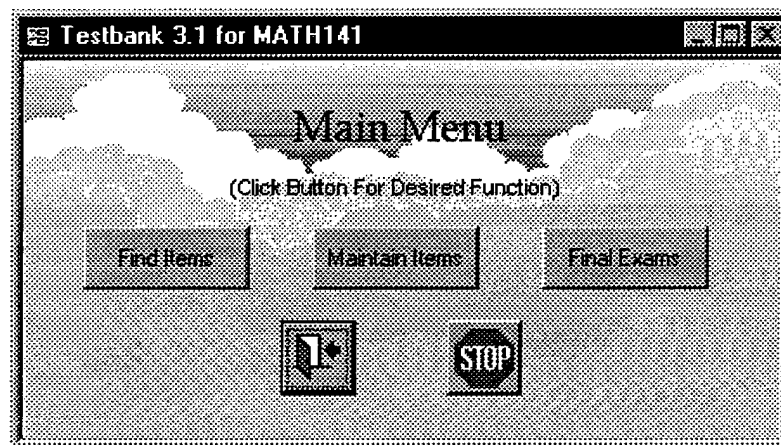 Testbank 3.1 for MATH141
Main Menu
(Click Button For Desired Function)
Find Items
Maintain Items
Final Exams
STOP